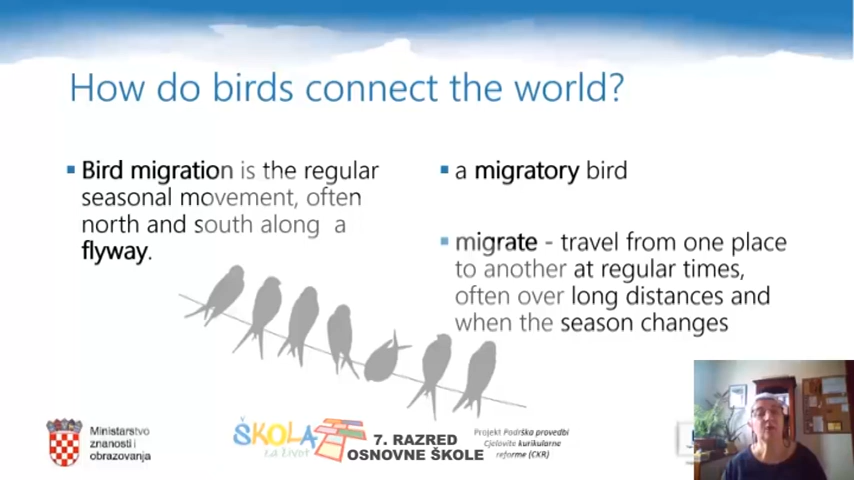 How do birds connect the world?
Bird migration is the regular
seasonal movement, often
north and south along a
flyway.
a migratory bird
migrate - travel from one place
to another at regular times,
often over long distances and
when the season changes
Ministarstvo
znanosti i
obrazovanja
ŠKOLA
za život
7. RAZRED
OSNOVNE ŠKOLE
Projekt Podrška provedbi
Cjelovite kurikularne
reforme (CKR)